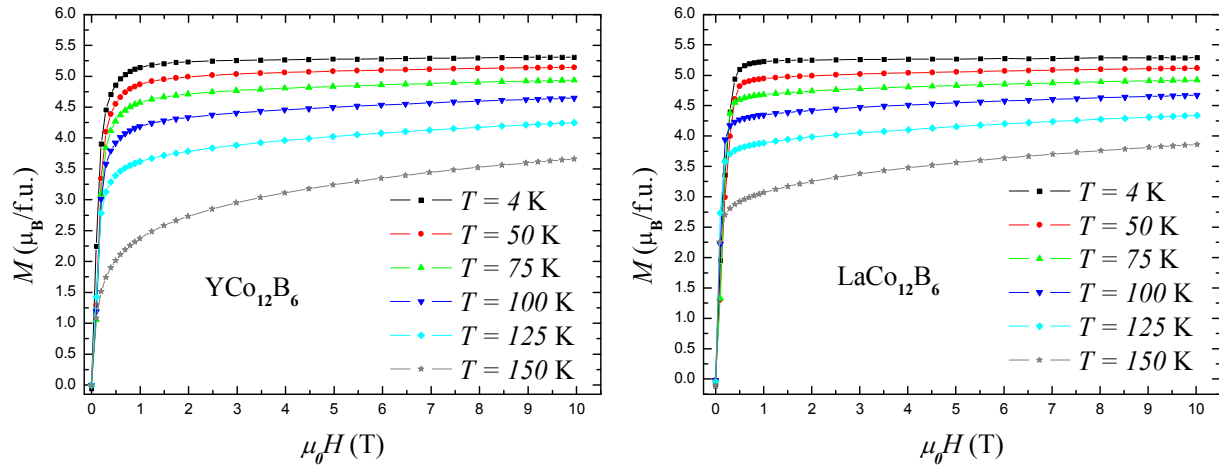 6.0
5.5
5.0
4.5
4.0
3.5
3.0
2.5
2.0
1.5
1.0
0.5
0.0
M (μB/f.u.)
T = 4 K
T = 50 K
T = 75 K
T = 100 K
T = 125 K
T = 150 K
YCo12B6
0 1 2 3 4 5 6 7 8 9 10
μ0H (T)
6.0
5.5
5.0
4.5
4.0
3.5
3.0
2.5
2.0
1.5
1.0
0.5
0.0
M (μB/f.u.)
T = 4 K
T = 50 K
T = 75 K
T = 100 K
T = 125 K
T = 150 K
LaCo12B6
0 1 2 3 4 5 6 7 8 9 10
μ0H (T)